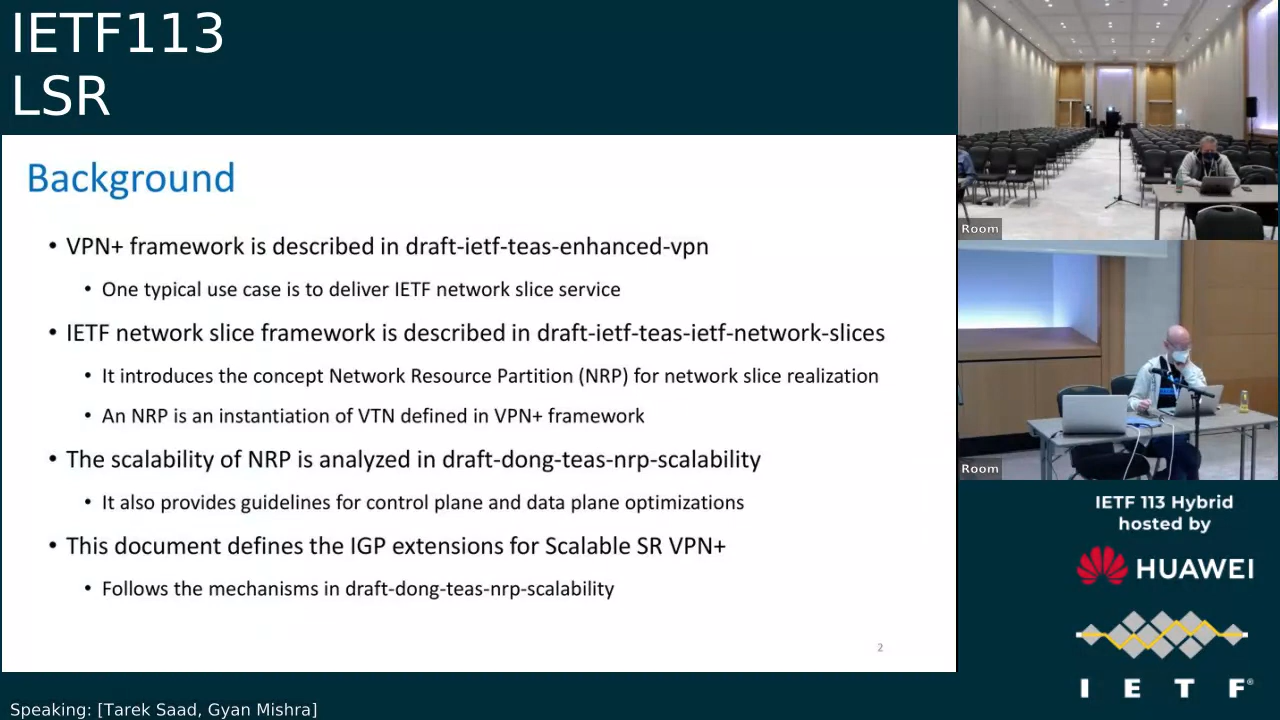 IETF113
LSR
Background
• VPN+ framework is described in draft-ietf-teas-enhanced-vpn
• One typical use case is to deliver IETF network slice service
• IETF network slice framework is described in draft-ietf-teas-ietf-network-slices
• It introduces the concept Network Resource Partition (NRP) for network slice realization
• An NRP is an instantiation of VTN defined in VPN+ framework
• The scalability of NRP is analyzed in draft-dong-teas-nrp-scalability
• It also provides guidelines for control plane and data plane optimizations
• This document defines the IGP extensions for Scalable SR VPN+
• Follows the mechanisms in draft-dong-teas-nrp-scalability
2
Room
Room
IETF 113 Hybrid
hosted by
HUAWEI
I E T F®
Speaking: [Tarek Saad, Gyan Mishra]